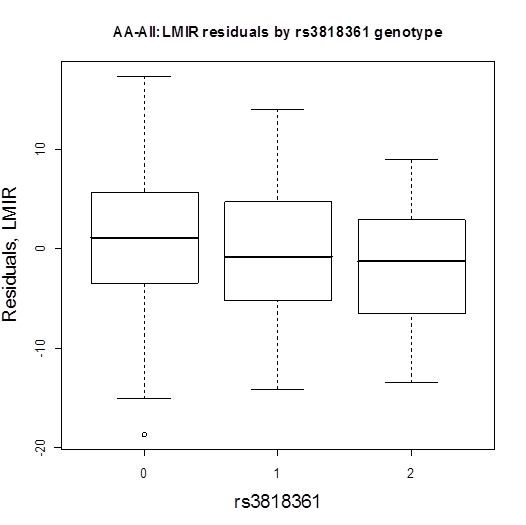 AA-All: LMIR residuals by rs3818361 genotype
10
0
-10
-20
Residuals, LMIR
0 1 2
rs3818361